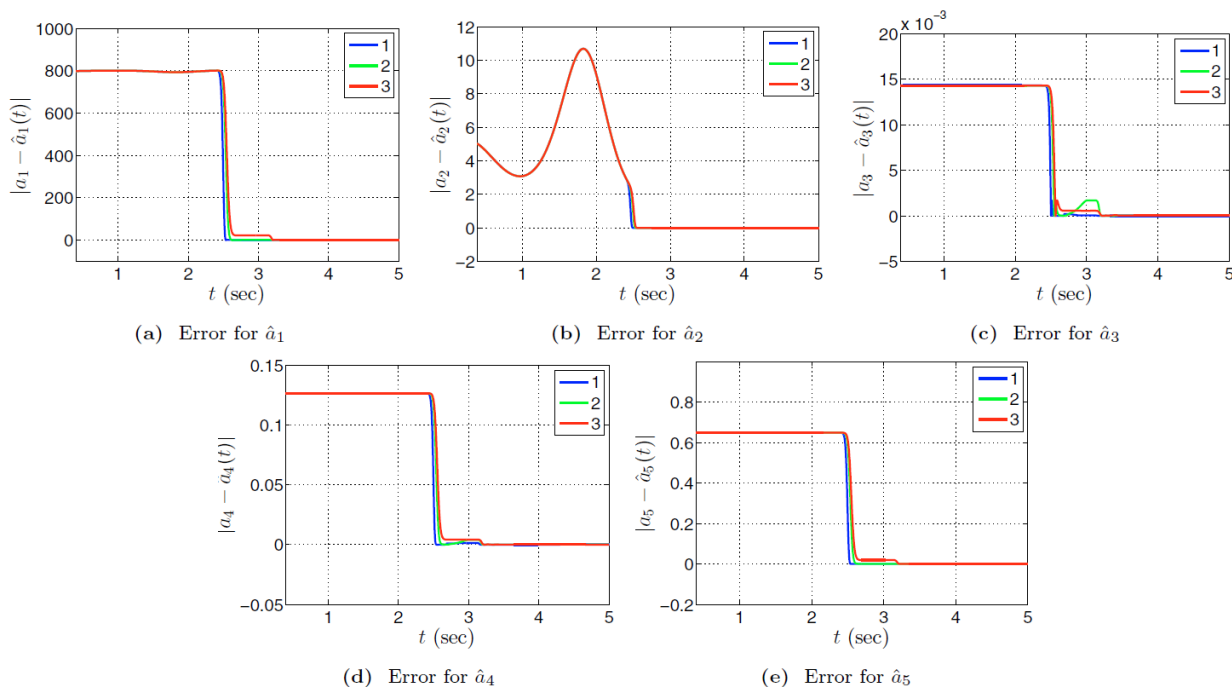 1000
800
600
400
200
0
1 2 3 4 5
|a₁ − â₁(t)|
t (sec)
1
2
3
(a) Error for â₁
12
10
8
6
4
2
0
−2
1 2 3 4 5
|a₂ − â₂(t)|
t (sec)
1
2
3
(b) Error for â₂
x 10⁻³
20
15
10
5
0
−5
1 2 3 4 5
|a₃ − â₃(t)|
t (sec)
1
2
3
(c) Error for â₃
0.15
0.1
0.05
0
−0.05
1 2 3 4 5
|a₄ − â₄(t)|
t (sec)
1
2
3
(d) Error for â₄
0.8
0.6
0.4
0.2
0
−0.2
1 2 3 4 5
|a₅ − â₅(t)|
t (sec)
1
2
3
(e) Error for â₅